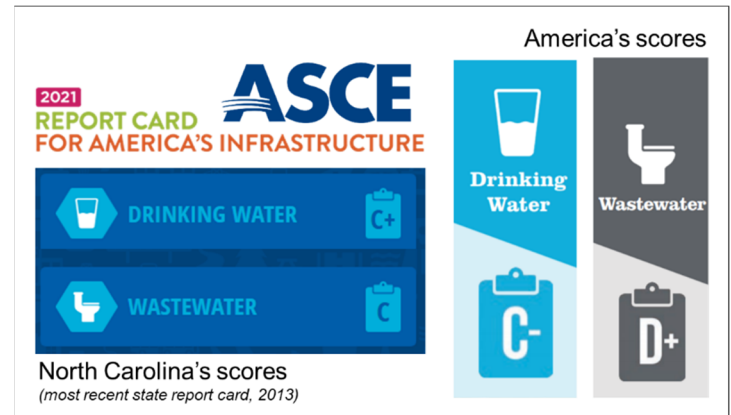 America's scores
2021
REPORT CARD
FOR AMERICA'S INFRASTRUCTURE
ASCE
DRINKING WATER
C+
WASTEWATER
C
North Carolina's scores
(most recent state report card, 2013)
Drinking
Water
C-
Wastewater
D+